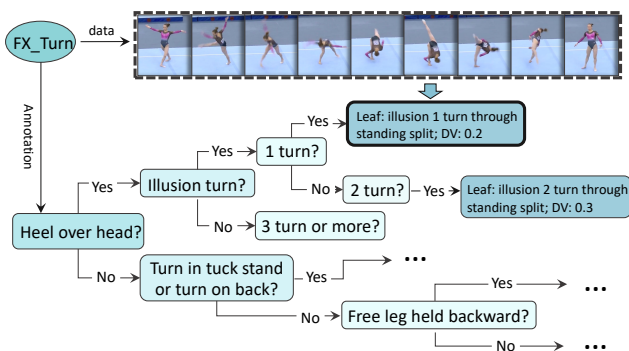 FX_Turn
data
Annotation
Yes
Leaf: illusion 1 turn through
standing split; DV: 0.2
Yes
1 turn?
Yes
Illusion turn?
No
2 turn?
Yes
Leaf: illusion 2 turn through
standing split; DV: 0.3
Heel over head?
No
3 turn or more?
No
Turn in tuck stand
or turn on back?
Yes
...
No
Free leg held backward?
Yes
...
No
...